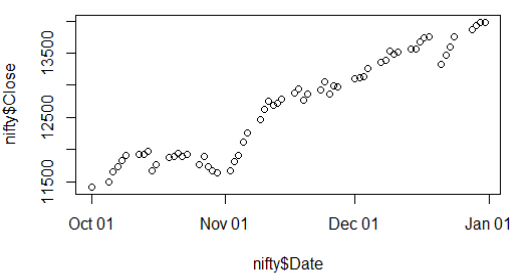 nifty$Close
13500
12500
11500
Oct 01 Nov 01 Dec 01 Jan 01
nifty$Date